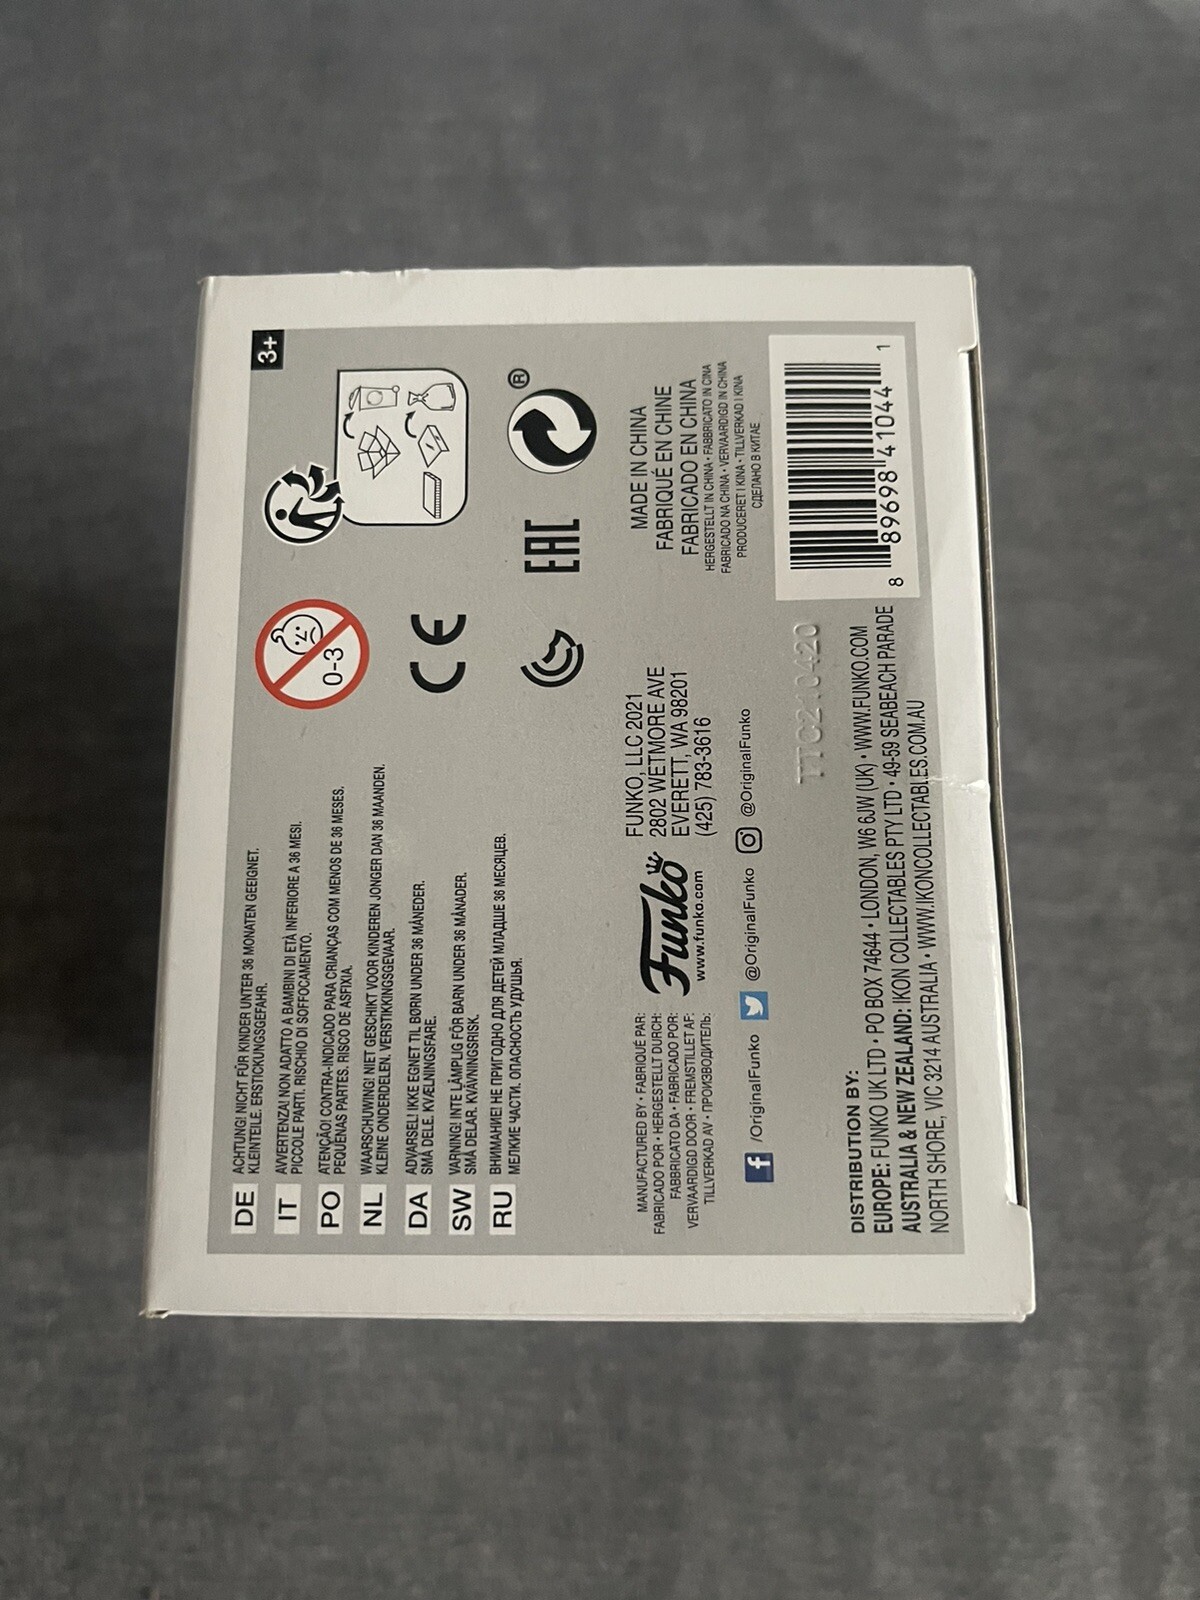 3+
DE ACHTUNG! NICHT FÜR KINDER UNTER 36 MONATEN GEEIGNET.
KLEINTEILE. ERSTICKUNGSGEFAHR.
IT AVVERTENZA! NON ADATTO A BAMBINI DI ETÀ INFERIORE A 36 MESI.
PICCOLE PARTI. RISCHIO DI SOFFOCAMENTO.
PO ATENÇÃO! CONTRA-INDICADO PARA CRIANÇAS COM MENOS DE 36 MESES.
PEQUENAS PARTES. RISCO DE ASFIXIA.
NL WAARSCHUWING! NIET GESCHIKT VOOR KINDEREN JONGER DAN 36 MAANDEN.
KLEINE ONDERDELEN. VERSTIKKINGSGEVAAR.
DA ADVARSEL! IKKE EGNET TIL BØRN UNDER 36 MÅNEDER.
SMÅ DELE. KVÆLNINGSFARE.
SW VARNING! INTE LÄMPLIG FÖR BARN UNDER 36 MÅNADER.
SMÅ DELAR. KVÄVNINGSRISK.
RU ВНИМАНИЕ! НЕ ПРИГОДНО ДЛЯ ДЕТЕЙ МЛАДШЕ 36 МЕСЯЦЕВ.
МЕЛКИЕ ЧАСТИ. ОПАСНОСТЬ УДУШЬЯ.
0-3
CE
EAC
®
MANUFACTURED BY • FABRIQUÉ PAR:
FABRICADO POR • HERGESTELLT DURCH:
FABBRICATO DA • FABRICADO POR:
VERVAARDIGD DOOR • FREMSTILLET AF:
TILLVERKAD AV • ПРОИЗВОДИТЕЛЬ:
Funko
www.funko.com
FUNKO, LLC 2021
2802 WETMORE AVE
EVERETT, WA 98201
(425) 783-3616
/OriginalFunko @OriginalFunko @OriginalFunko
MADE IN CHINA
FABRIQUÉ EN CHINE
FABRICADO EN CHINA
HERGESTELLT IN CHINA • FABBRICATO IN CINA
FABRICADO NA CHINA • VERVAARDIGD IN CHINA
PRODUCERET I KINA • TILLVERKAD I KINA
СДЕЛАНО В КИТАЕ
DISTRIBUTION BY:
EUROPE: FUNKO UK LTD • PO BOX 74644 • LONDON, W6 6JW (UK) • WWW.FUNKO.COM
AUSTRALIA & NEW ZEALAND: IKON COLLECTABLES PTY LTD • 49-59 SEABEACH PARADE
NORTH SHORE, VIC 3214 AUSTRALIA • WWW.IKONCOLLECTABLES.COM.AU
8 89698 41044 1